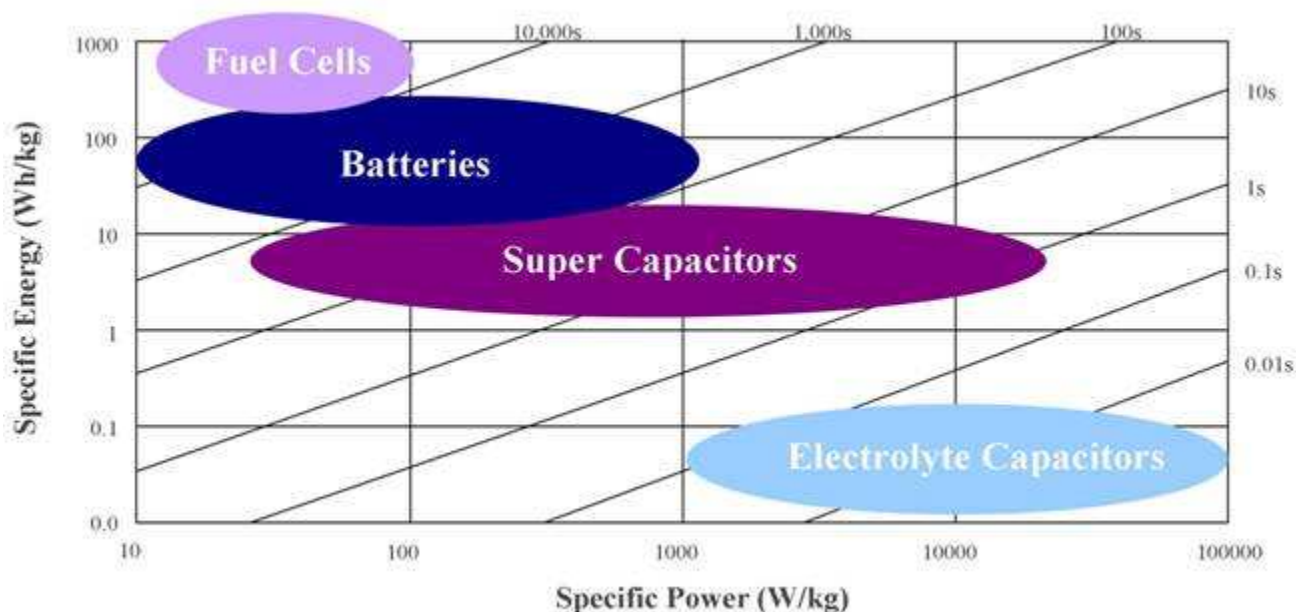 10,000s
1,000s
100s
1000
Fuel Cells
10s
100
Batteries
1s
10
Super Capacitors
0.1s
1
0.01s
0.1
Electrolyte Capacitors
0.0
10
100
1000
10000
100000
Specific Energy (Wh/kg)
Specific Power (W/kg)